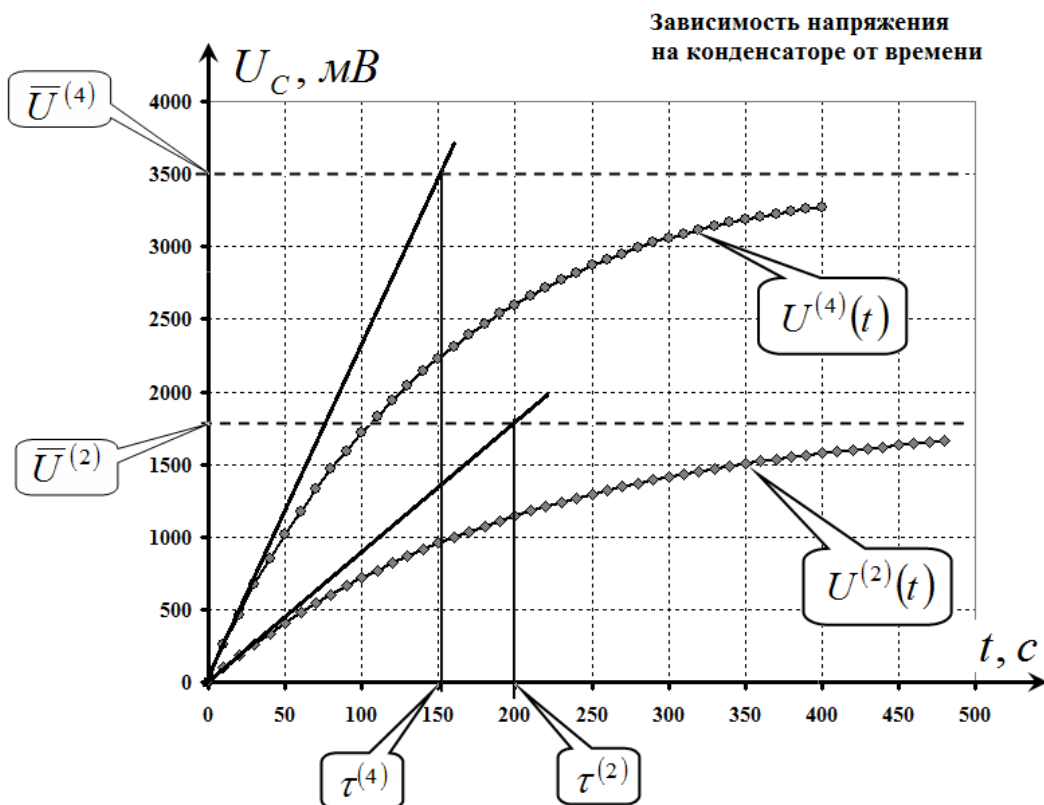 Зависимость напряжения
на конденсаторе от времени
U_C, мВ
U̅^(4)
4000
3500
3000
2500
2000
1500
1000
500
0
U̅^(2)
U^(4)(t)
U^(2)(t)
t, c
0 50 100 150 200 250 300 350 400 450 500
τ^(4) τ^(2)